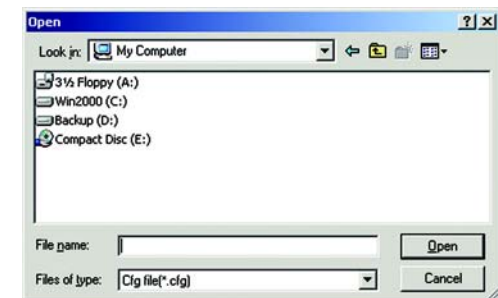 Open
Look in: My Computer
3½ Floppy (A:)
Win2000 (C:)
Backup (D:)
Compact Disc (E:)
File name: Open
Files of type: Cfg file(*.cfg) Cancel